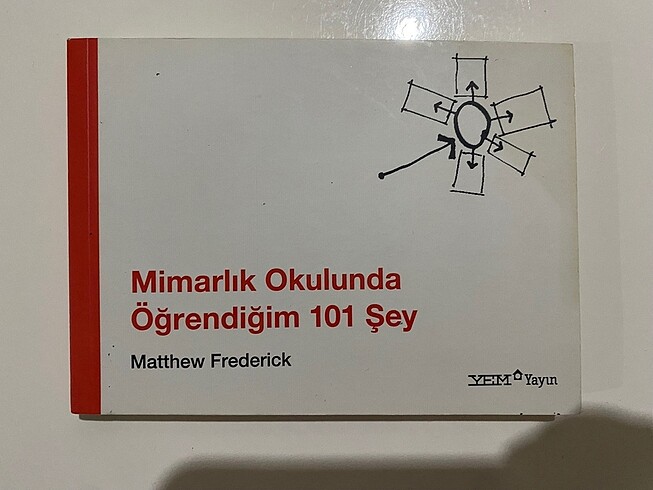 Mimarlık Okulunda
Öğrendiğim 101 Şey
Matthew Frederick
YEM Yayın